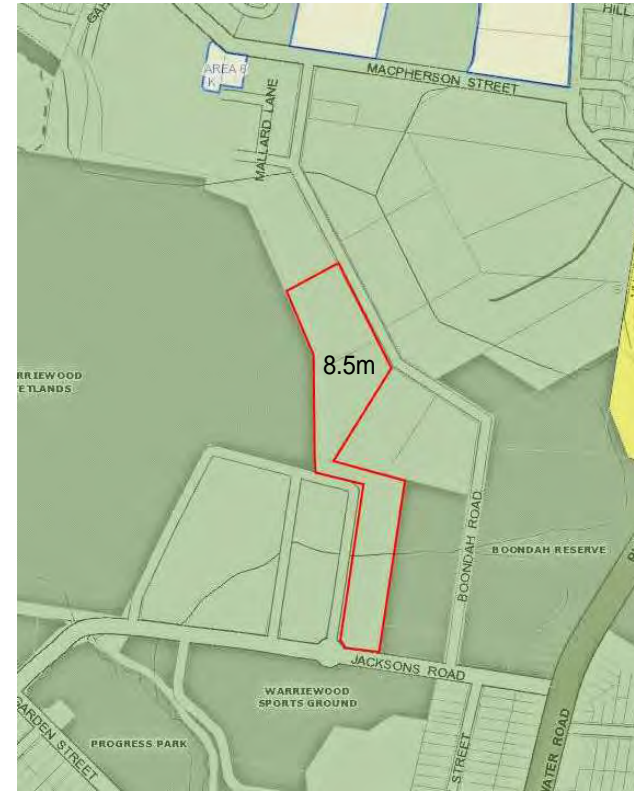 HILL
AREA 8
K
MACPHERSON STREET
MALLARD LANE
8.5m
RRIEWOOD
ETLANDS
BOONDAH ROAD
BOONDAH RESERVE
JACKSONS ROAD
WARRIEWOOD
SPORTS GROUND
GARDEN STREET
PROGRESS PARK
STREET
WATER ROAD